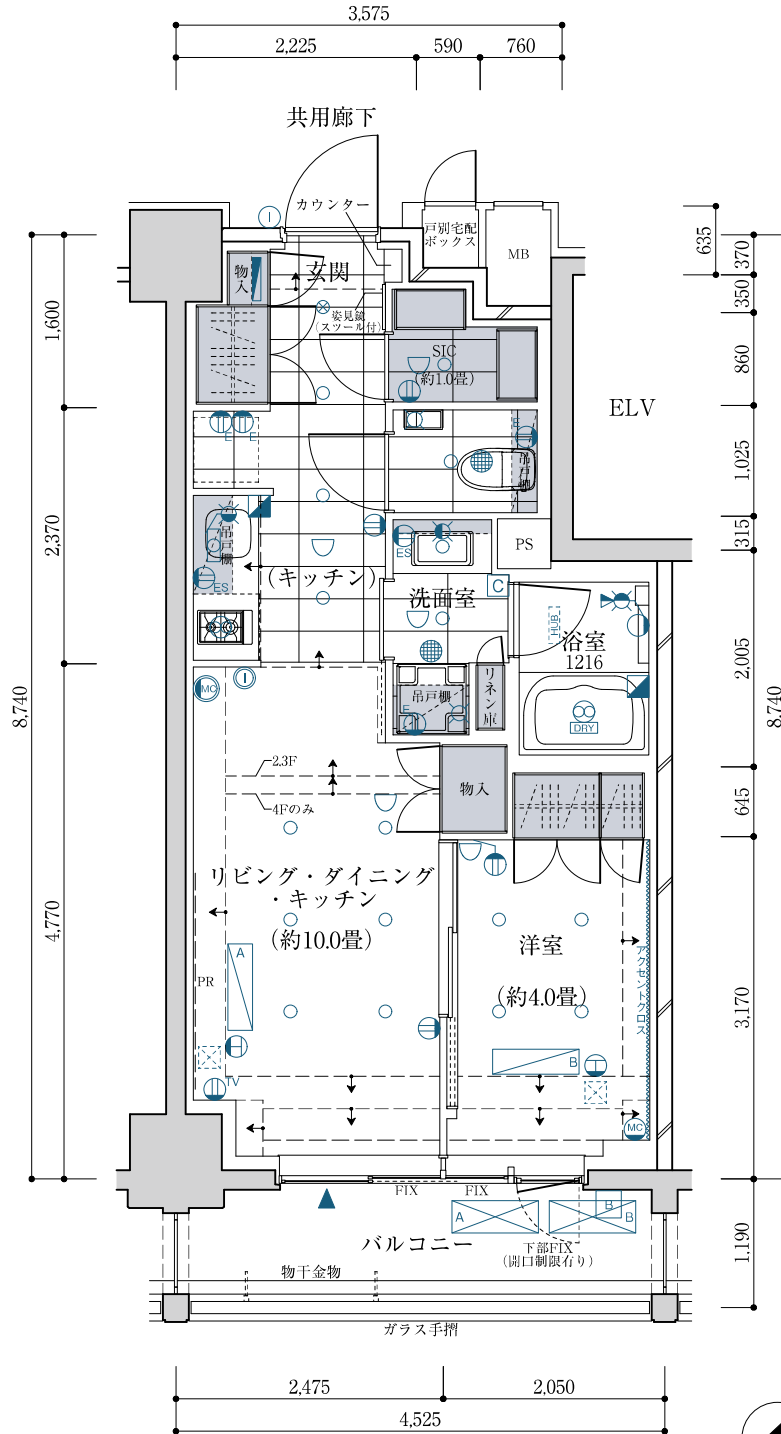 3,575
2,225
590
760
共用廊下
カウンター
I
戸別宅配
ボックス
MB
635
370
350
玄関
物入
姿見鏡
(スツール付)
1,600
SIC
(約1.0畳)
860
ELV
E
E
E
吊戸棚
1,025
吊戸棚
ES
ES
PS
315
2,370
(キッチン)
洗面室
C
HUB
浴室
1216
2,005
MC
I
吊戸棚
E
リネン庫
DRY
8,740
8,740
2.3F
4Fのみ
物入
645
リビング・ダイニング
・キッチン
(約10.0畳)
洋室
(約4.0畳)
アクセントクロス
4,770
3,170
A
PR
B
TV
MC
FIX
FIX
A
B
B
バルコニー
下部FIX
(開口制限有り)
1,190
物干金物
ガラス手摺
2,475
2,050
4,525